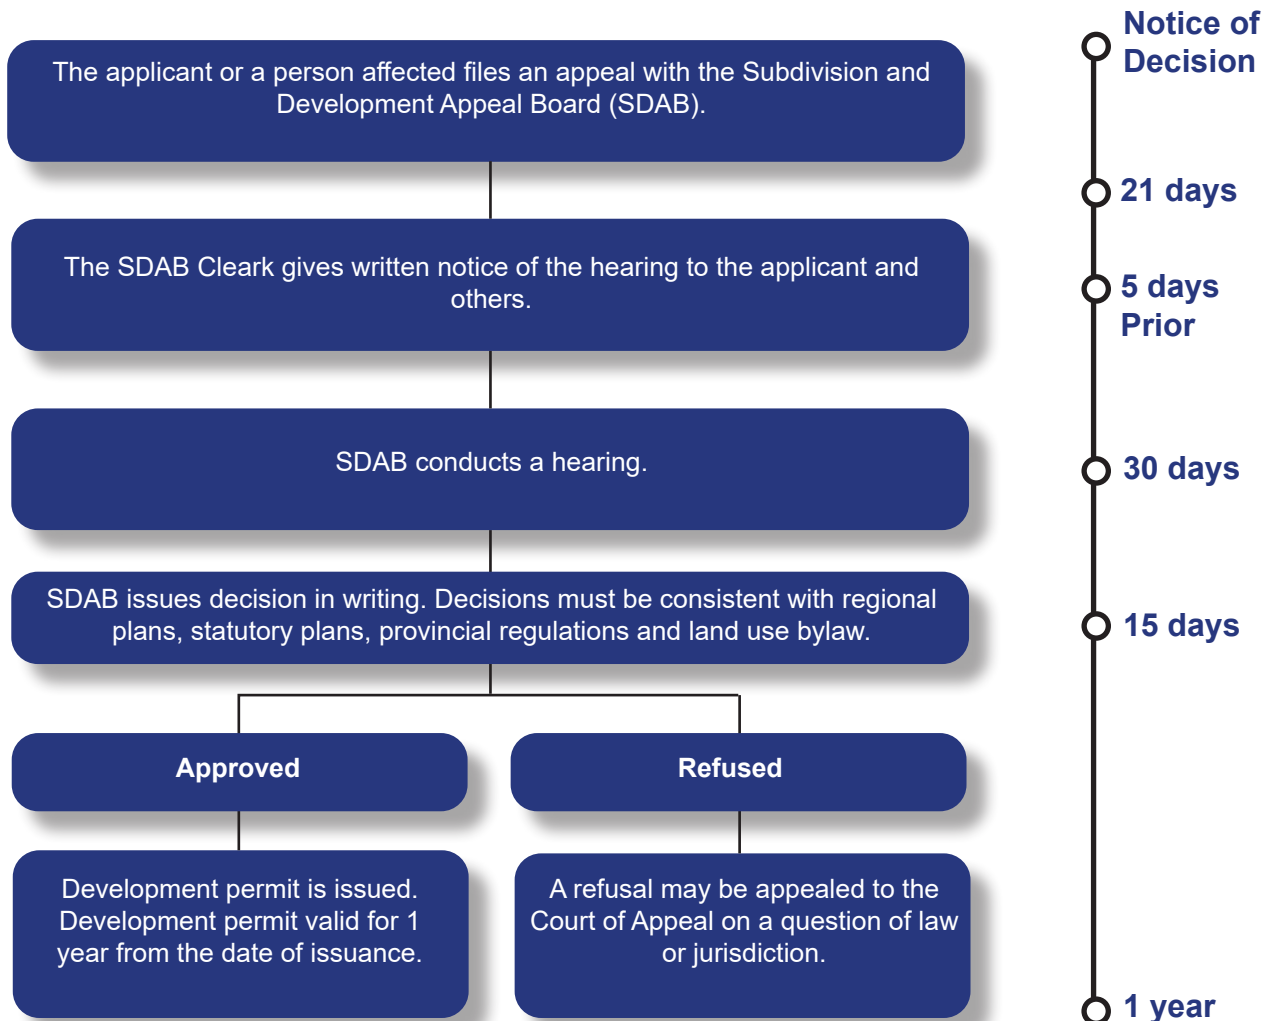 The applicant or a person affected files an appeal with the Subdivision and
Development Appeal Board (SDAB).
The SDAB Cleark gives written notice of the hearing to the applicant and
others.
SDAB conducts a hearing.
SDAB issues decision in writing. Decisions must be consistent with regional
plans, statutory plans, provincial regulations and land use bylaw.
Approved
Refused
Development permit is issued.
Development permit valid for 1
year from the date of issuance.
A refusal may be appealed to the
Court of Appeal on a question of law
or jurisdiction.
Notice of
Decision
21 days
5 days
Prior
30 days
15 days
1 year